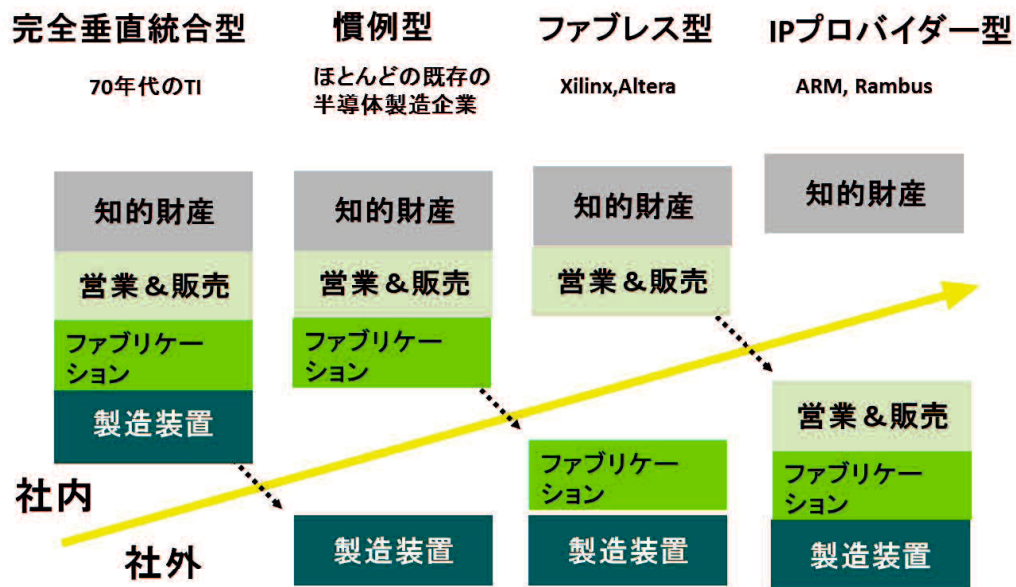 完全垂直統合型
70年代のTI
知的財産
営業＆販売
ファブリケー
ション
製造装置
慣例型
ほとんどの既存の
半導体製造企業
知的財産
営業＆販売
ファブリケー
ション
製造装置
ファブレス型
Xilinx,Altera
知的財産
営業＆販売
ファブリケー
ション
製造装置
IPプロバイダー型
ARM, Rambus
知的財産
営業＆販売
ファブリケー
ション
製造装置
社内
社外